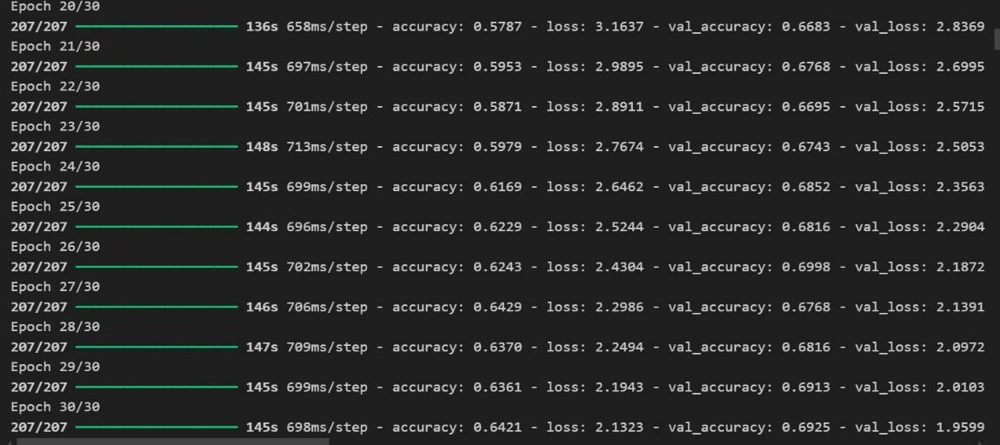 Epoch 20/30
207/207 ━━━━━━━━━━━━━━━━━━━━ 136s 658ms/step - accuracy: 0.5787 - loss: 3.1637 - val_accuracy: 0.6683 - val_loss: 2.8369
Epoch 21/30
207/207 ━━━━━━━━━━━━━━━━━━━━ 145s 697ms/step - accuracy: 0.5953 - loss: 2.9895 - val_accuracy: 0.6768 - val_loss: 2.6995
Epoch 22/30
207/207 ━━━━━━━━━━━━━━━━━━━━ 145s 701ms/step - accuracy: 0.5871 - loss: 2.8911 - val_accuracy: 0.6695 - val_loss: 2.5715
Epoch 23/30
207/207 ━━━━━━━━━━━━━━━━━━━━ 148s 713ms/step - accuracy: 0.5979 - loss: 2.7674 - val_accuracy: 0.6743 - val_loss: 2.5053
Epoch 24/30
207/207 ━━━━━━━━━━━━━━━━━━━━ 145s 699ms/step - accuracy: 0.6169 - loss: 2.6462 - val_accuracy: 0.6852 - val_loss: 2.3563
Epoch 25/30
207/207 ━━━━━━━━━━━━━━━━━━━━ 144s 696ms/step - accuracy: 0.6229 - loss: 2.5244 - val_accuracy: 0.6816 - val_loss: 2.2904
Epoch 26/30
207/207 ━━━━━━━━━━━━━━━━━━━━ 145s 702ms/step - accuracy: 0.6243 - loss: 2.4304 - val_accuracy: 0.6998 - val_loss: 2.1872
Epoch 27/30
207/207 ━━━━━━━━━━━━━━━━━━━━ 146s 706ms/step - accuracy: 0.6429 - loss: 2.2986 - val_accuracy: 0.6768 - val_loss: 2.1391
Epoch 28/30
207/207 ━━━━━━━━━━━━━━━━━━━━ 147s 709ms/step - accuracy: 0.6370 - loss: 2.2494 - val_accuracy: 0.6816 - val_loss: 2.0972
Epoch 29/30
207/207 ━━━━━━━━━━━━━━━━━━━━ 145s 699ms/step - accuracy: 0.6361 - loss: 2.1943 - val_accuracy: 0.6913 - val_loss: 2.0103
Epoch 30/30
207/207 ━━━━━━━━━━━━━━━━━━━━ 145s 698ms/step - accuracy: 0.6421 - loss: 2.1323 - val_accuracy: 0.6925 - val_loss: 1.9599